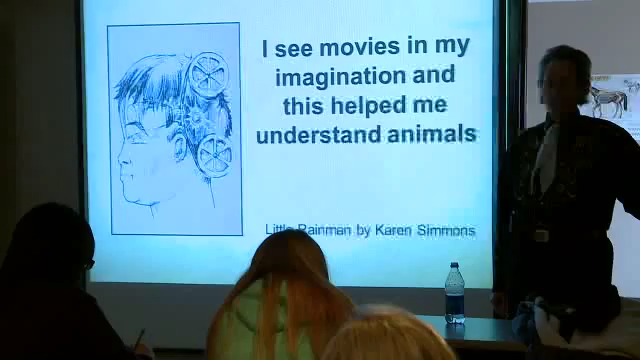 I see movies in my
imagination and
this helped me
understand animals
Little Rainman by Karen Simmons